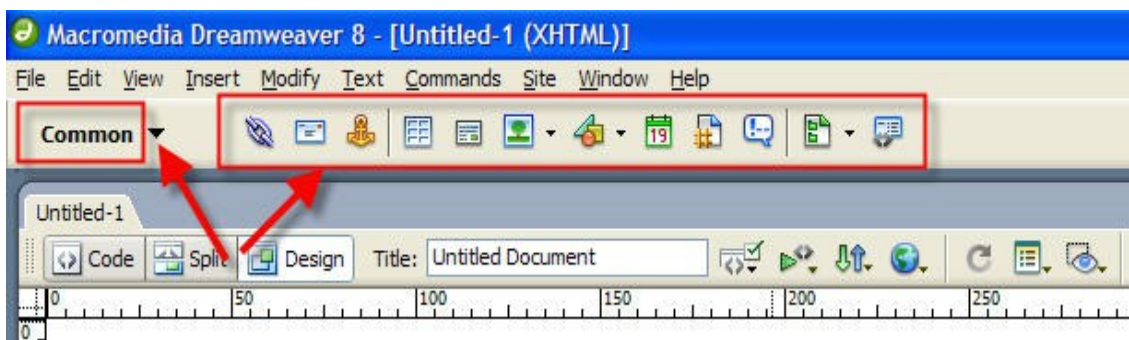 Macromedia Dreamweaver 8 - [Untitled-1 (XHTML)]
File Edit View Insert Modify Text Commands Site Window Help
Common
19
Untitled-1
Code Split Design Title: Untitled Document
0 50 100 150 200 250
0